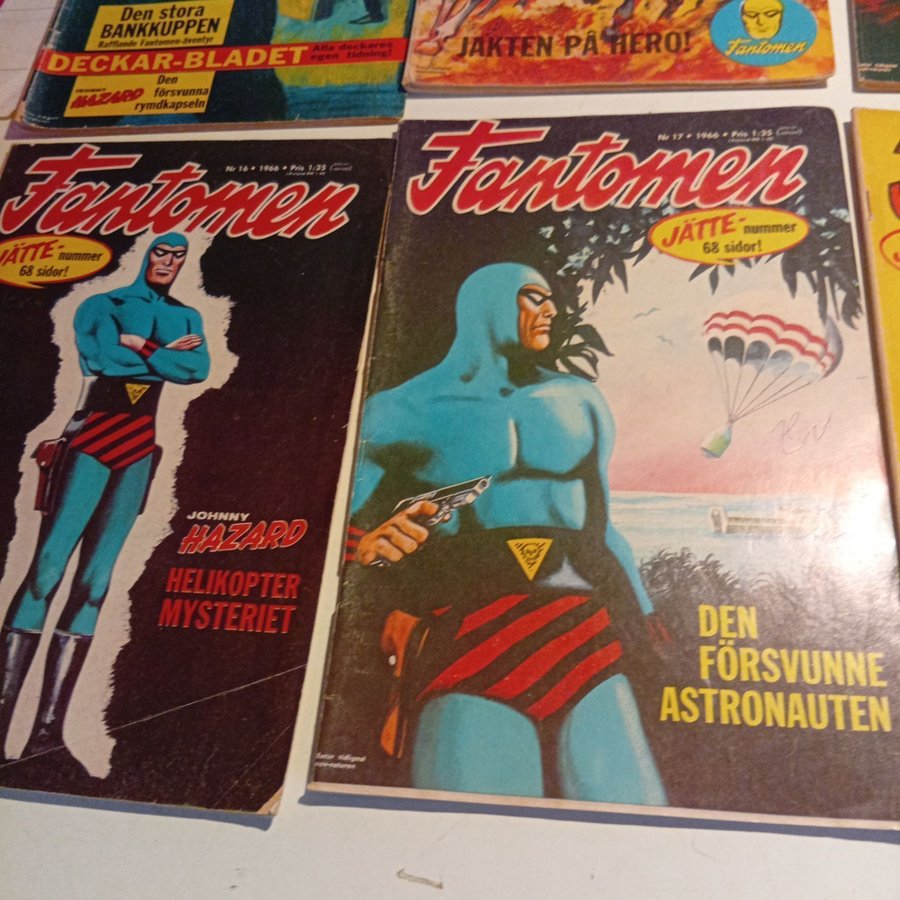 Den stora
BANKKUPPEN
Rafflande Fantomen-äventyr
DECKAR-BLADET
Alla deckares
egen tidning!
JOHNNY
HAZARD
Den
försvunna
rymdkapseln
JAKTEN PÅ HERO!
Fantomen
Fantomen
Nr 16 • 1966 • Pris 1:35
JÄTTE-nummer
68 sidor!
JOHNNY
HAZARD
HELIKOPTER
MYSTERIET
Fantomen
Nr 17 • 1966 • Pris 1:35
JÄTTE-nummer
68 sidor!
DEN
FÖRSVUNNE
ASTRONAUTEN